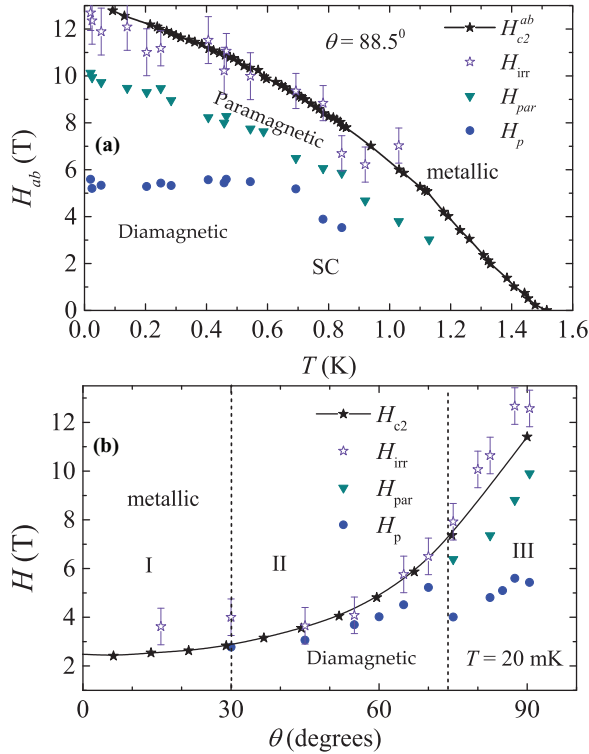 12
10
8
6
4
2
0
H_ab (T)
(a)
θ = 88.5⁰
H_{c2}^{ab}
H_irr
H_par
H_p
Paramagnetic
metallic
Diamagnetic
SC
0.0 0.2 0.4 0.6 0.8 1.0 1.2 1.4 1.6
T (K)
12
10
8
6
4
2
H (T)
(b)
H_c2
H_irr
H_par
H_p
metallic
I
II
III
Diamagnetic
T = 20 mK
0 30 60 90
θ (degrees)